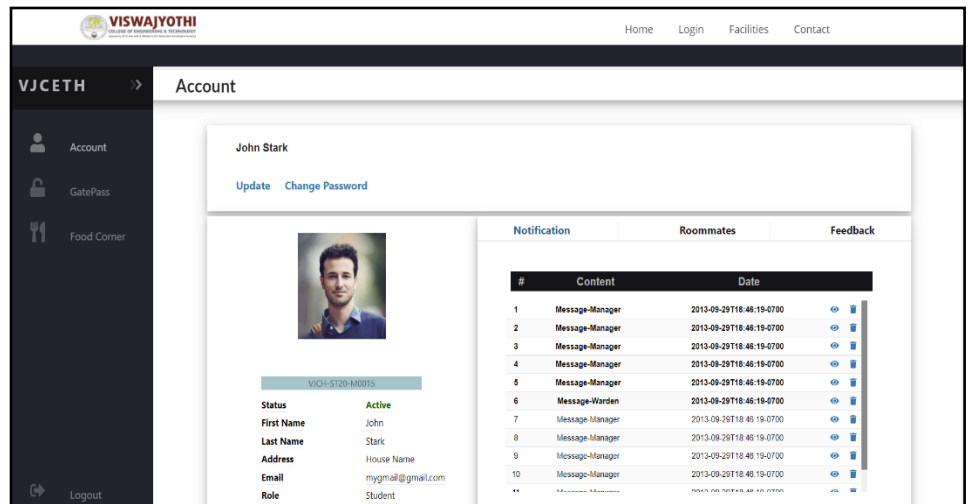 VISWAJYOTHI
COLLEGE OF ENGINEERING & TECHNOLOGY
Home Login Facilities Contact
VJCETH
Account
Account
GatePass
Food Corner
Logout
John Stark
Update Change Password
VJCH-ST20-M0015
Status Active
First Name John
Last Name Stark
Address House Name
Email mygmail@gmail.com
Role Student
Notification Roommates Feedback
# Content Date
1 Message-Manager 2013-09-29T18:46:19-0700
2 Message-Manager 2013-09-29T18:46:19-0700
3 Message-Manager 2013-09-29T18:46:19-0700
4 Message-Manager 2013-09-29T18:46:19-0700
5 Message-Manager 2013-09-29T18:46:19-0700
6 Message-Warden 2013-09-29T18:46:19-0700
7 Message-Manager 2013-09-29T18:46:19-0700
8 Message-Manager 2013-09-29T18:46:19-0700
9 Message-Manager 2013-09-29T18:46:19-0700
10 Message-Manager 2013-09-29T18:46:19-0700